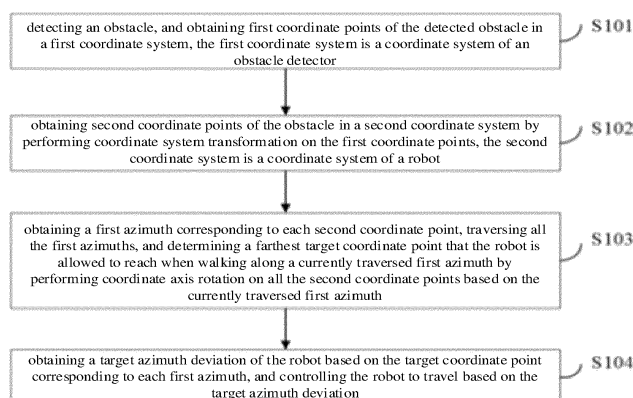 detecting an obstacle, and obtaining first coordinate points of the detected obstacle in
a first coordinate system, the first coordinate system is a coordinate system of an
obstacle detector
S101
obtaining second coordinate points of the obstacle in a second coordinate system by
performing coordinate system transformation on the first coordinate points, the second
coordinate system is a coordinate system of a robot
S102
obtaining a first azimuth corresponding to each second coordinate point, traversing all
the first azimuths, and determining a farthest target coordinate point that the robot is
allowed to reach when walking along a currently traversed first azimuth by
performing coordinate axis rotation on all the second coordinate points based on the
currently traversed first azimuth
S103
obtaining a target azimuth deviation of the robot based on the target coordinate point
corresponding to each first azimuth, and controlling the robot to travel based on the
target azimuth deviation
S104